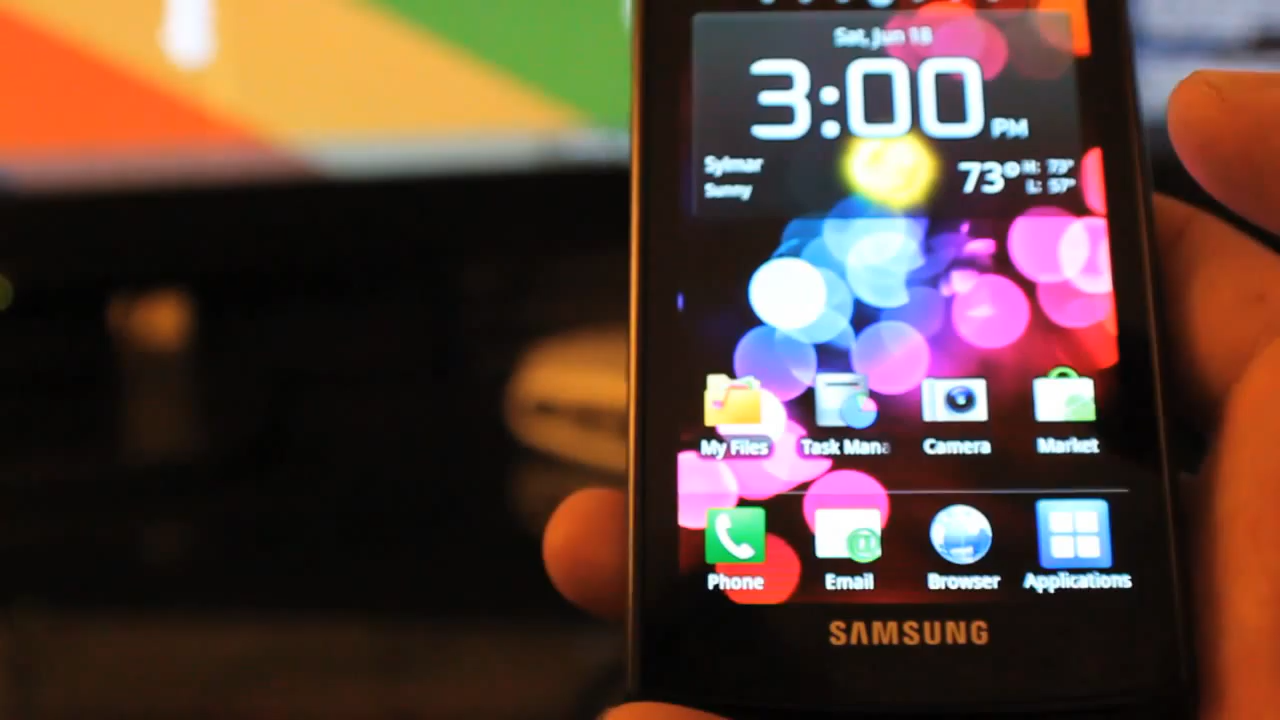 Sat, Jun 18
3:00 PM
Sylmar
Sunny
73° H: 73°
L: 57°
My Files Task Mana Camera Market
Phone Email Browser Applications
SAMSUNG